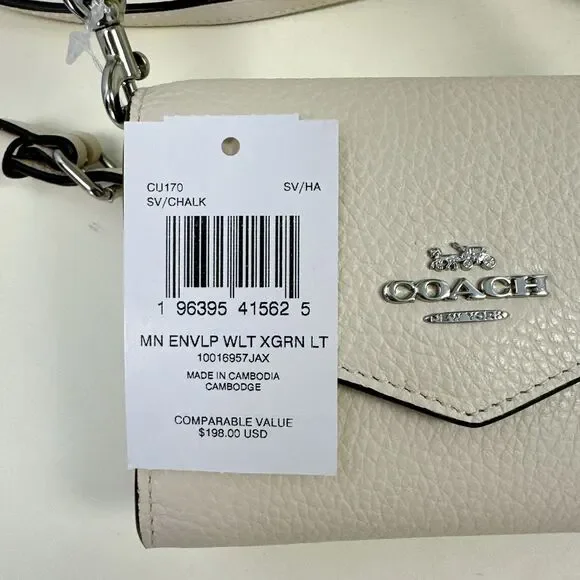 CU170 SV/HA
SV/CHALK
1 96395 41562 5
MN ENVLP WLT XGRN LT
10016957JAX
MADE IN CAMBODIA
CAMBODGE
COMPARABLE VALUE
$198.00 USD
COACH
NEW YORK